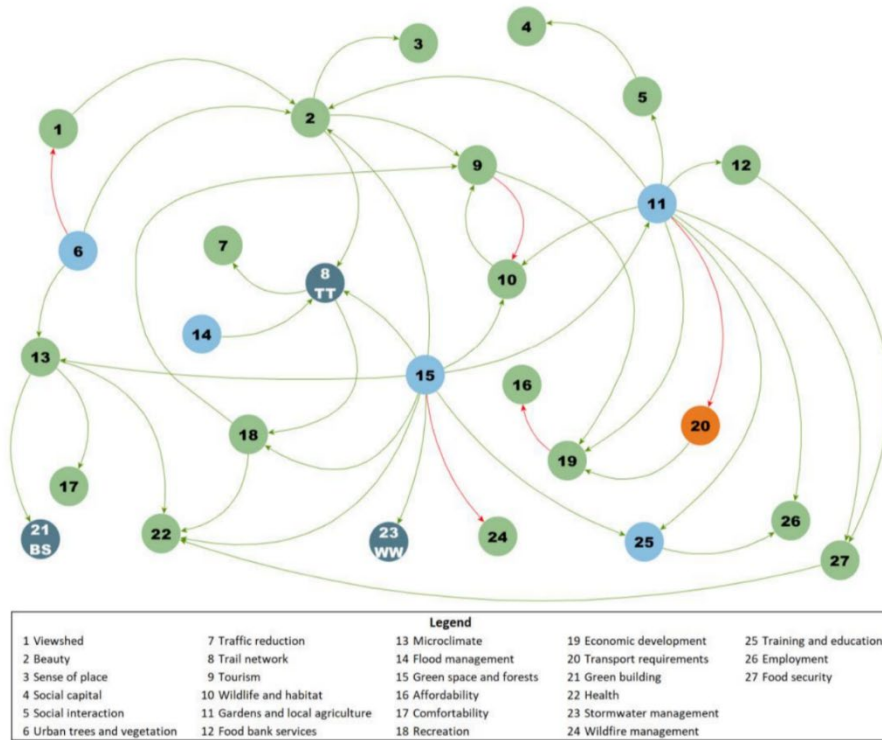 4
3
5
2
1
12
9
11
7
6
10
8
TT
14
13
15
16
18
20
19
17
21
BS
22
23
WW
24
25
26
27
Legend
1 Viewshed
2 Beauty
3 Sense of place
4 Social capital
5 Social interaction
6 Urban trees and vegetation
7 Traffic reduction
8 Trail network
9 Tourism
10 Wildlife and habitat
11 Gardens and local agriculture
12 Food bank services
13 Microclimate
14 Flood management
15 Green space and forests
16 Affordability
17 Comfortability
18 Recreation
19 Economic development
20 Transport requirements
21 Green building
22 Health
23 Stormwater management
24 Wildfire management
25 Training and education
26 Employment
27 Food security